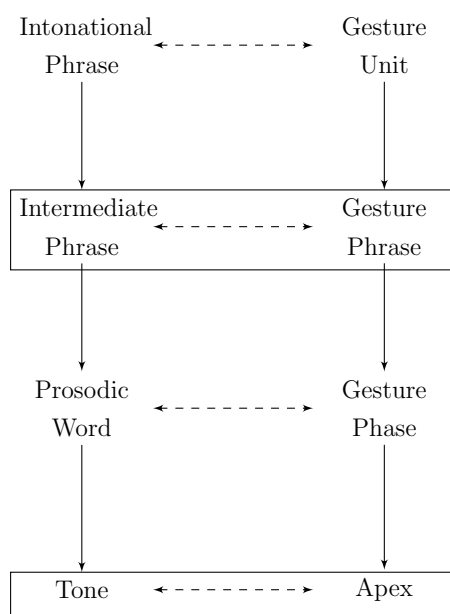 Intonational
Phrase
Gesture
Unit
Intermediate
Phrase
Gesture
Phrase
Prosodic
Word
Gesture
Phase
Tone
Apex